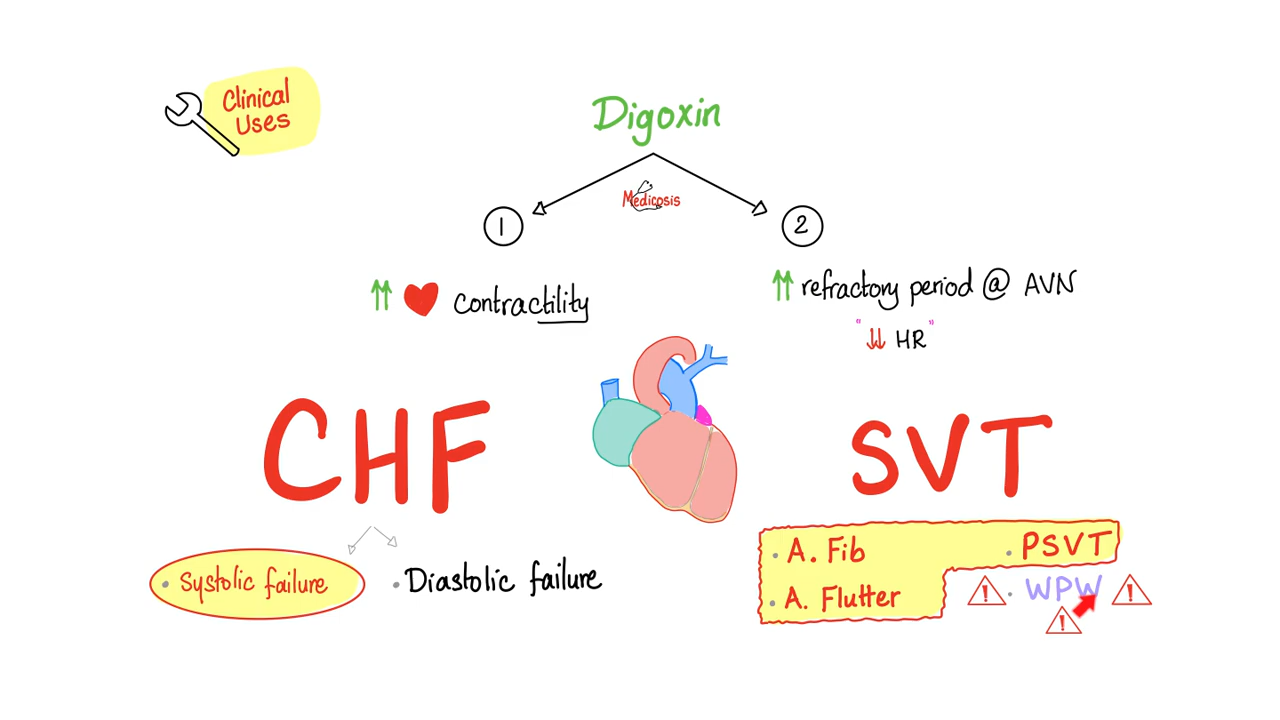 Clinical
Uses
Digoxin
Medicosis
1
2
↑↑ ♥ contractility
↑↑ refractory period @ AVN
"↓↓ HR"
CHF
SVT
• Systolic failure
• Diastolic failure
• A. Fib
• PSVT
• A. Flutter
• WPW
!
!
!